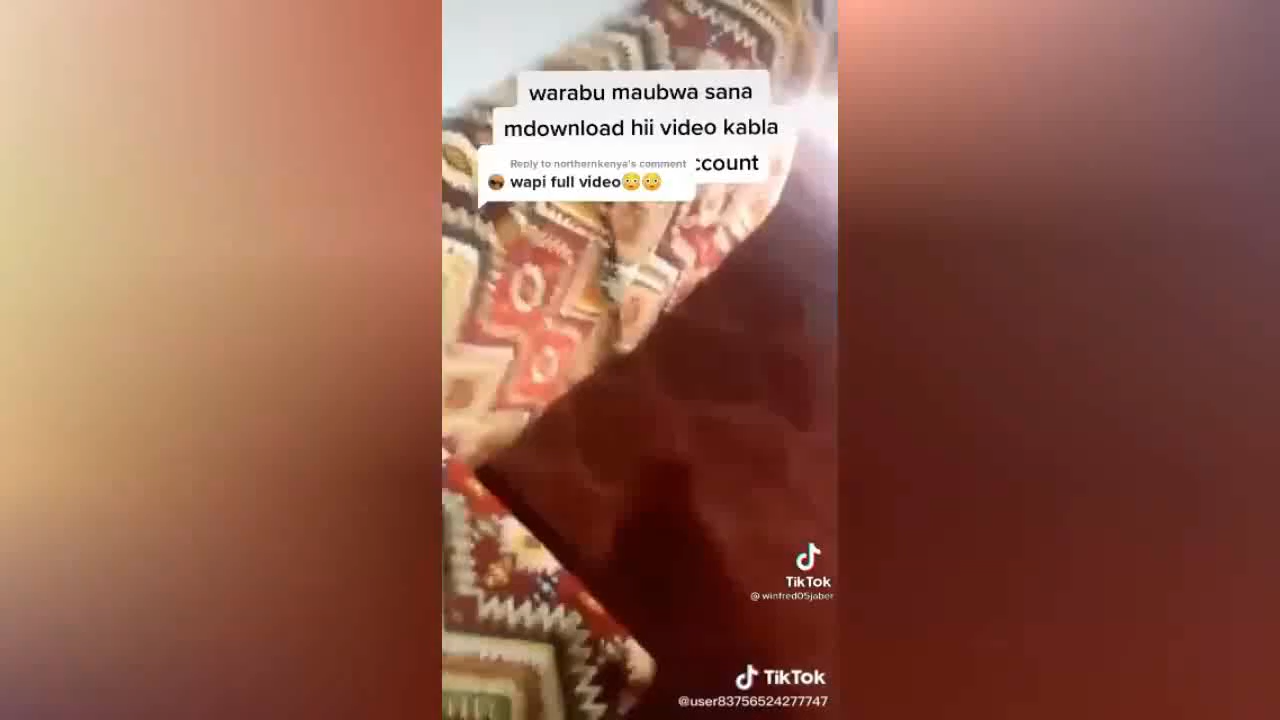 warabu maubwa sana
mdownload hii video kabla
ccount
Reply to northernkenya's comment
wapi full video😳😳
TikTok
@winfred05jaber
TikTok
@user83756524277747